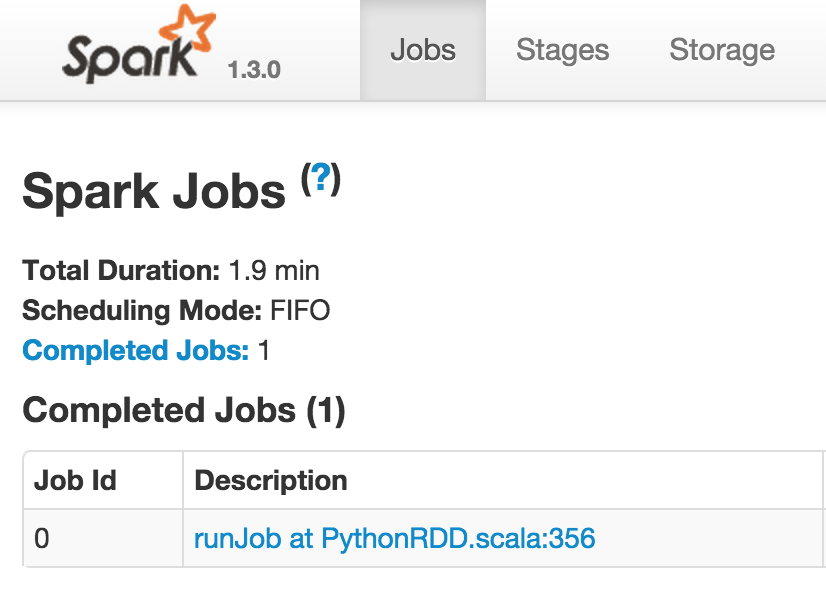 Spark 1.3.0 Jobs Stages Storage
Spark Jobs (?)
Total Duration: 1.9 min
Scheduling Mode: FIFO
Completed Jobs: 1
Completed Jobs (1)
Job Id Description
0 runJob at PythonRDD.scala:356